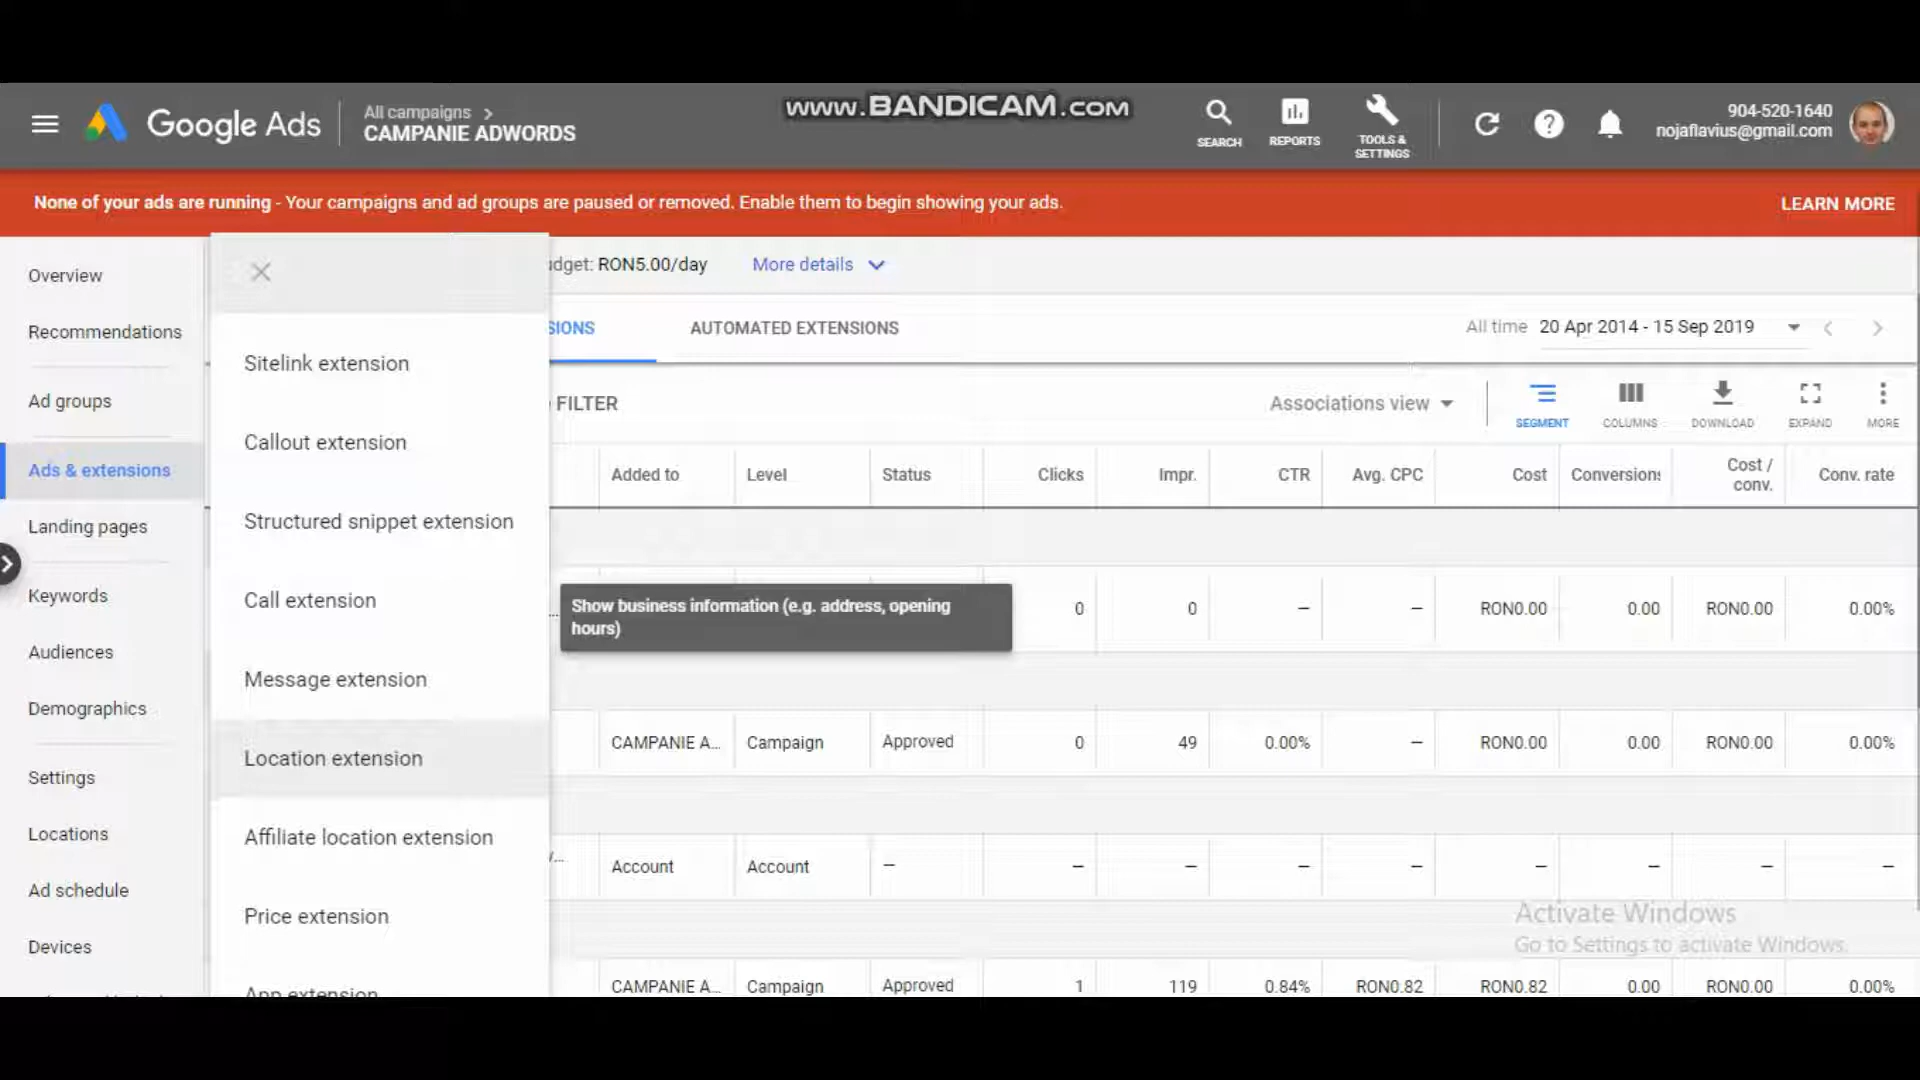 www.BANDICAM.com
Google Ads
All campaigns
CAMPANIE ADWORDS
SEARCH
REPORTS
TOOLS &
SETTINGS
904-520-1640
nojaflavius@gmail.com
None of your ads are running - Your campaigns and ad groups are paused or removed. Enable them to begin showing your ads.
LEARN MORE
Overview
Recommendations
Ad groups
Ads & extensions
Landing pages
Keywords
Audiences
Demographics
Settings
Locations
Ad schedule
Devices
Sitelink extension
Callout extension
Structured snippet extension
Call extension
Message extension
Location extension
Affiliate location extension
Price extension
App extension
RON5.00/day
More details
AUTOMATED EXTENSIONS
All time 20 Apr 2014 - 15 Sep 2019
FILTER
Associations view
SEGMENT
COLUMNS
DOWNLOAD
EXPAND
MORE
Added to Level Status Clicks Impr. CTR Avg. CPC Cost Conversions Cost / conv. Conv. rate
Show business information (e.g. address, opening
hours)
0 0 – – RON0.00 0.00 RON0.00 0.00%
CAMPANIE A... Campaign Approved 0 49 0.00% – RON0.00 0.00 RON0.00 0.00%
Account Account – – – – – – – – –
CAMPANIE A... Campaign Approved 1 119 0.84% RON0.82 RON0.82 0.00 RON0.00 0.00%
Activate Windows
Go to Settings to activate Windows.